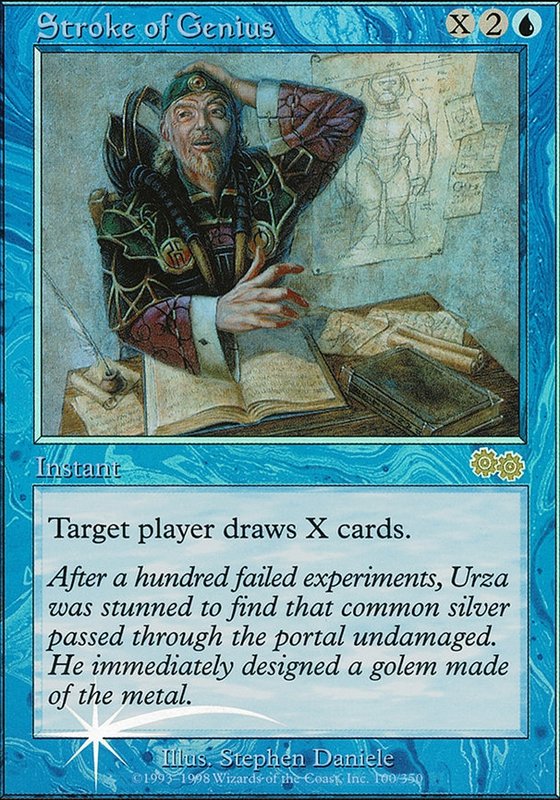 Stroke of Genius X 2
Instant
Target player draws X cards.
After a hundred failed experiments, Urza
was stunned to find that common silver
passed through the portal undamaged.
He immediately designed a golem made
of the metal.
Illus. Stephen Daniele
©1993–1998 Wizards of the Coast, Inc. 100/350